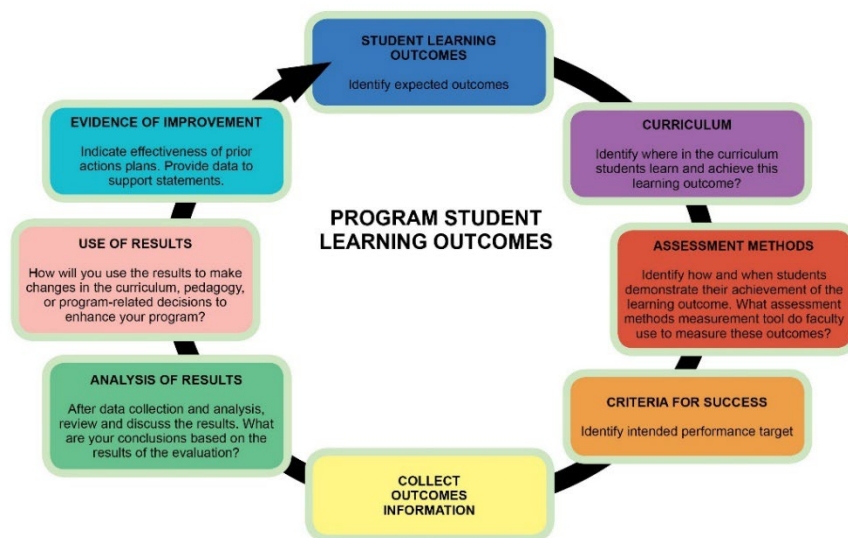 STUDENT LEARNING
OUTCOMES
Identify expected outcomes
CURRICULUM
Identify where in the curriculum
students learn and achieve this
learning outcome?
ASSESSMENT METHODS
Identify how and when students
demonstrate their achievement of the
learning outcome. What assessment
methods measurement tool do faculty
use to measure these outcomes?
CRITERIA FOR SUCCESS
Identify intended performance target
COLLECT
OUTCOMES
INFORMATION
ANALYSIS OF RESULTS
After data collection and analysis,
review and discuss the results. What
are your conclusions based on the
results of the evaluation?
USE OF RESULTS
How will you use the results to make
changes in the curriculum, pedagogy,
or program-related decisions to
enhance your program?
EVIDENCE OF IMPROVEMENT
Indicate effectiveness of prior
actions plans. Provide data to
support statements.
PROGRAM STUDENT
LEARNING OUTCOMES